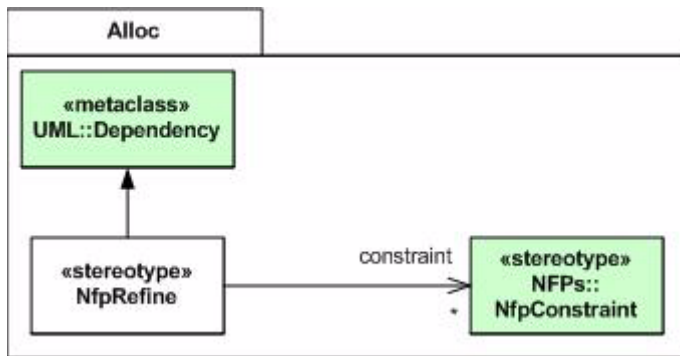 Alloc
«metaclass»
UML::Dependency
«stereotype»
NfpRefine
constraint
*
«stereotype»
NFPs::
NfpConstraint